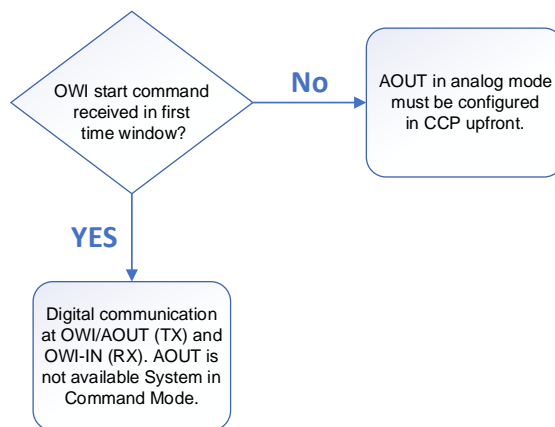 OWI start command
received in first
time window?
No
AOUT in analog mode
must be configured
in CCP upfront.
YES
Digital communication
at OWI/AOUT (TX) and
OWI-IN (RX). AOUT is
not available System in
Command Mode.